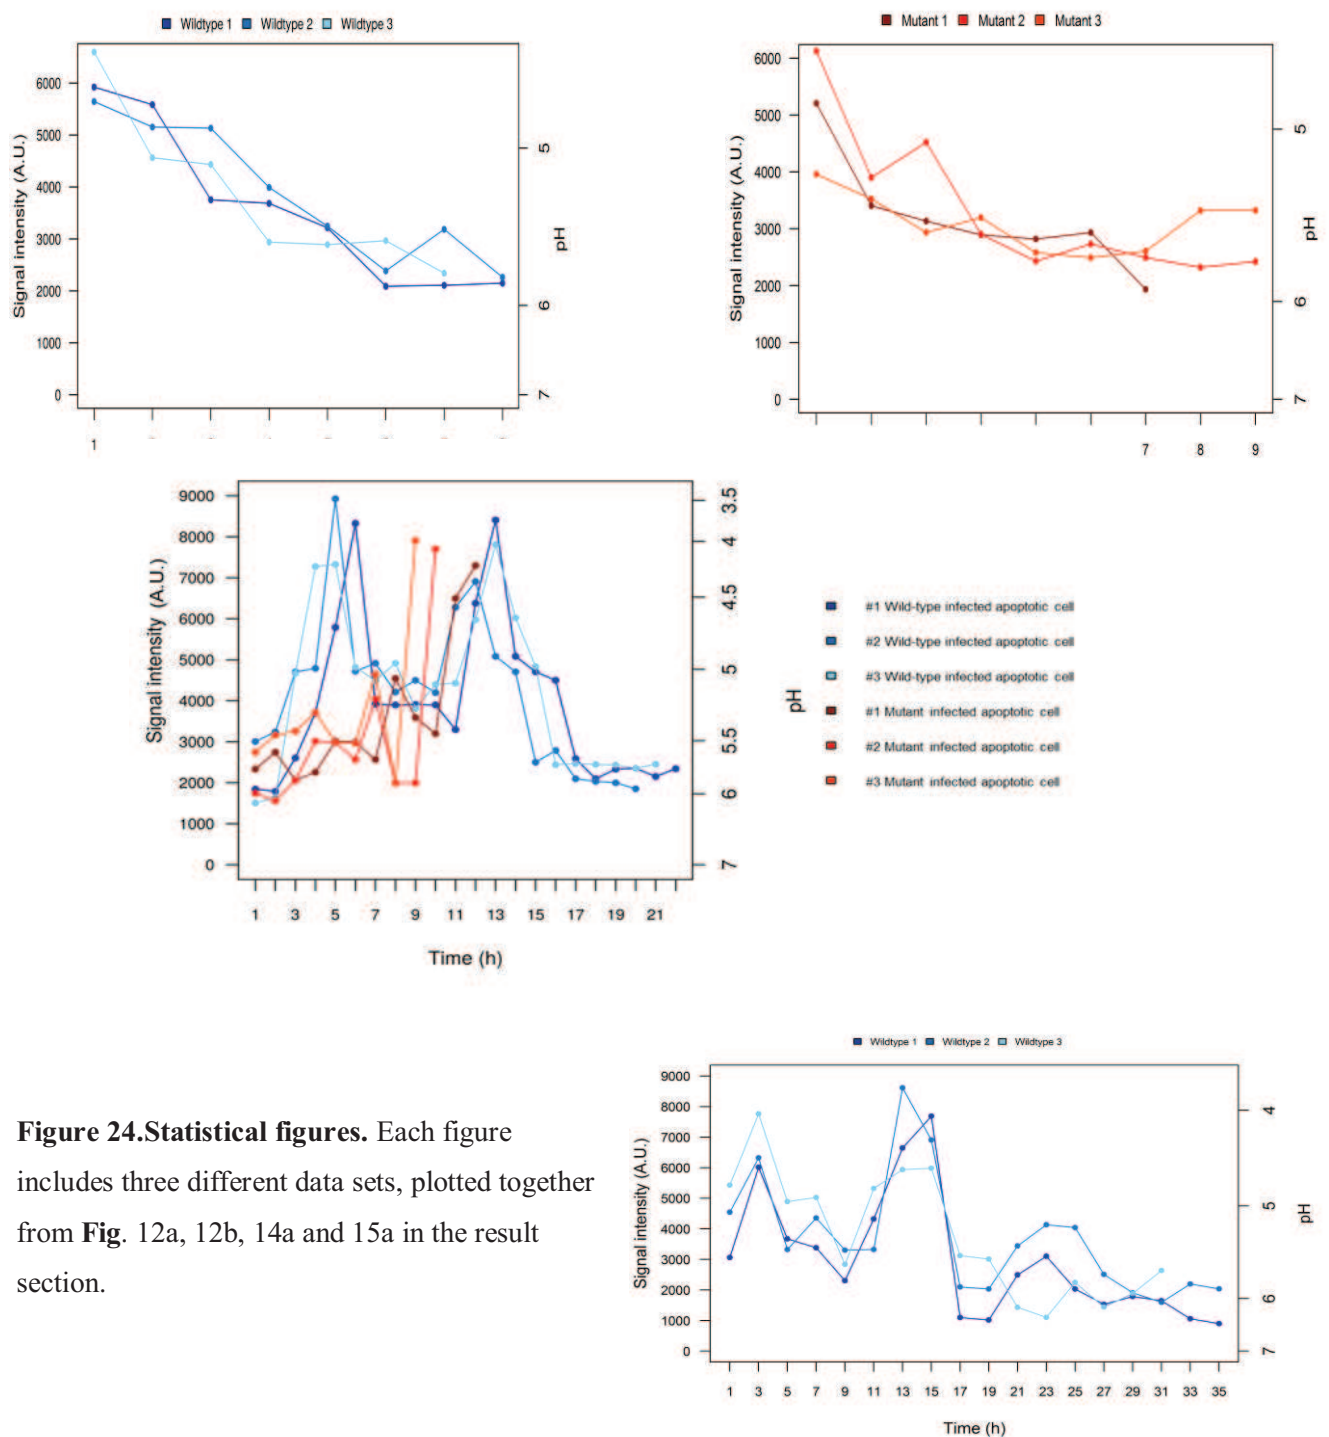 Wildtype 1 Wildtype 2 Wildtype 3
Signal intensity (A.U.)
6000
5000
4000
3000
2000
1000
0
5
6
7
pH
1
Mutant 1 Mutant 2 Mutant 3
Signal intensity (A.U.)
6000
5000
4000
3000
2000
1000
0
5
6
7
pH
7 8 9
Signal intensity (A.U.)
9000
8000
7000
6000
5000
4000
3000
2000
1000
0
3.5
4
4.5
5
5.5
6
7
pH
1 3 5 7 9 11 13 15 17 19 21
Time (h)
#1 Wild-type infected apoptotic cell
#2 Wild-type infected apoptotic cell
#3 Wild-type infected apoptotic cell
#1 Mutant infected apoptotic cell
#2 Mutant infected apoptotic cell
#3 Mutant infected apoptotic cell
Figure 24.Statistical figures. Each figure
includes three different data sets, plotted together
from Fig. 12a, 12b, 14a and 15a in the result
section.
Wildtype 1 Wildtype 2 Wildtype 3
Signal intensity (A.U.)
9000
8000
7000
6000
5000
4000
3000
2000
1000
0
4
5
6
7
pH
1 3 5 7 9 11 13 15 17 19 21 23 25 27 29 31 33 35
Time (h)